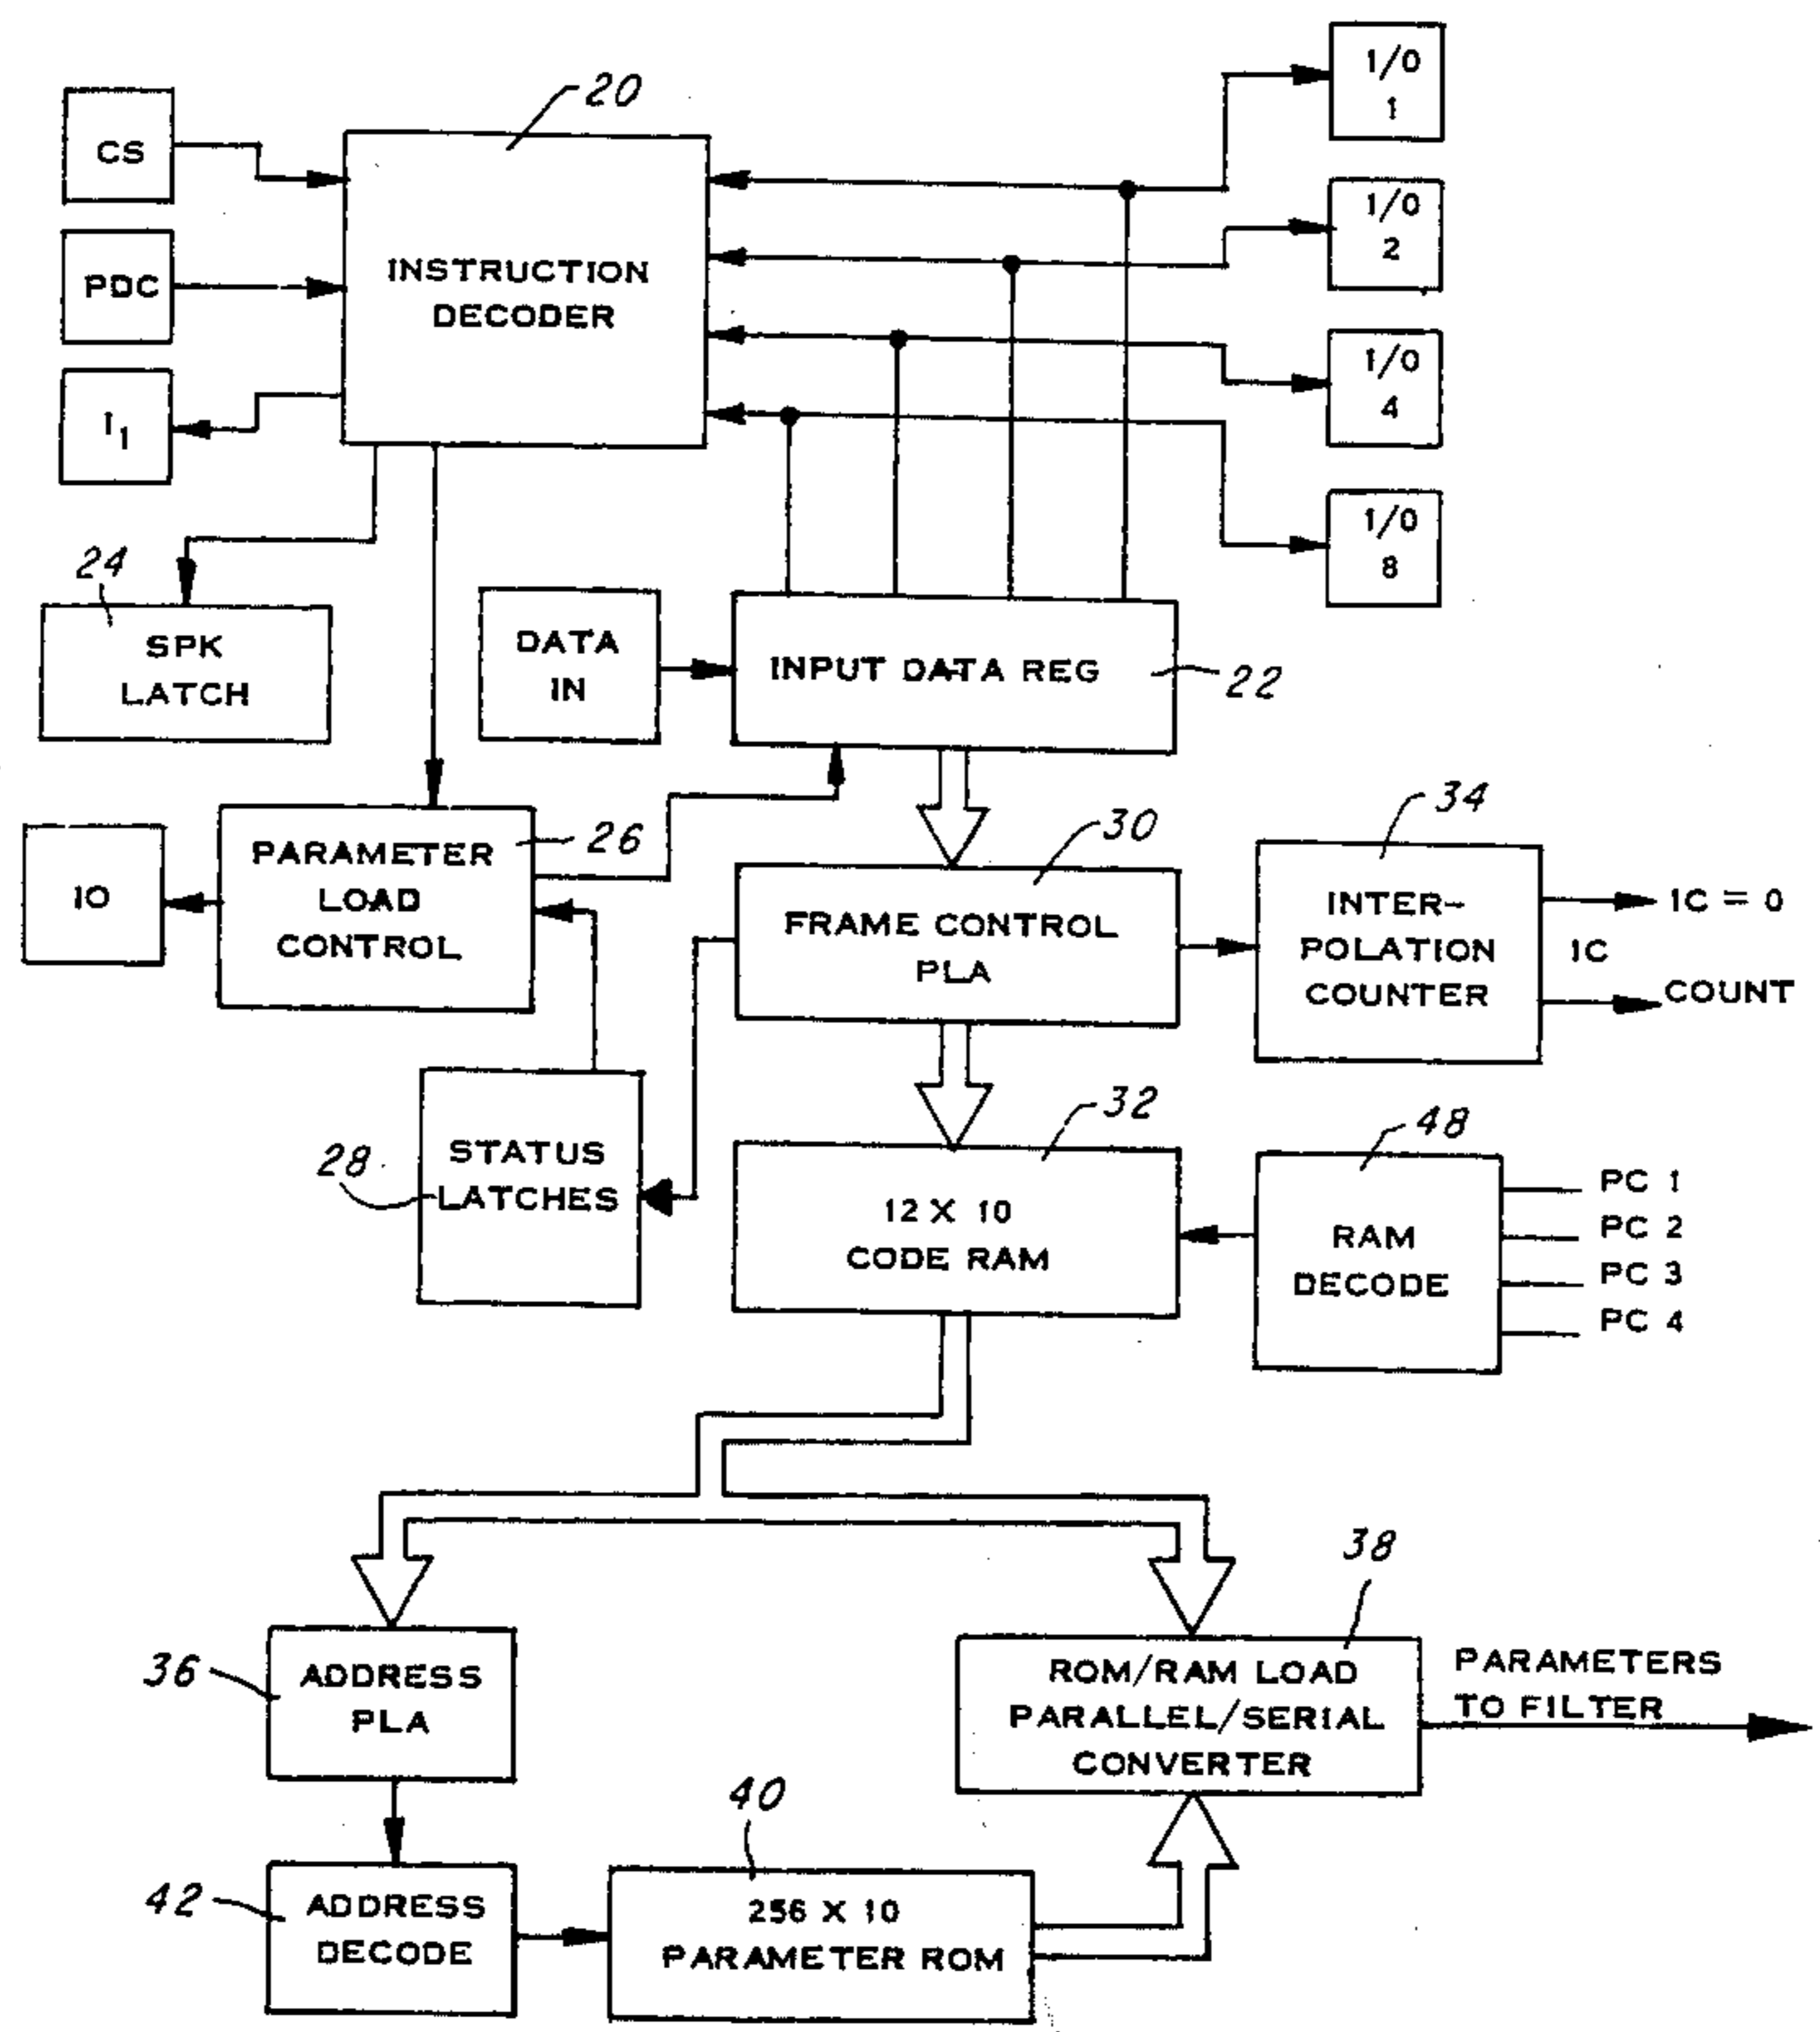 1/0
1
20
CS
1/0
2
PDC
INSTRUCTION
DECODER
1/0
4
I1
1/0
8
24
SPK
LATCH
DATA
IN
INPUT DATA REG
22
34
30
26
PARAMETER
LOAD
CONTROL
IO
FRAME CONTROL
PLA
INTER-
POLATION
COUNTER
IC = 0
IC
COUNT
32
48
28
STATUS
LATCHES
12 X 10
CODE RAM
RAM
DECODE
PC 1
PC 2
PC 3
PC 4
38
36
ADDRESS
PLA
ROM/RAM LOAD
PARALLEL/SERIAL
CONVERTER
PARAMETERS
TO FILTER
40
42
ADDRESS
DECODE
256 X 10
PARAMETER ROM